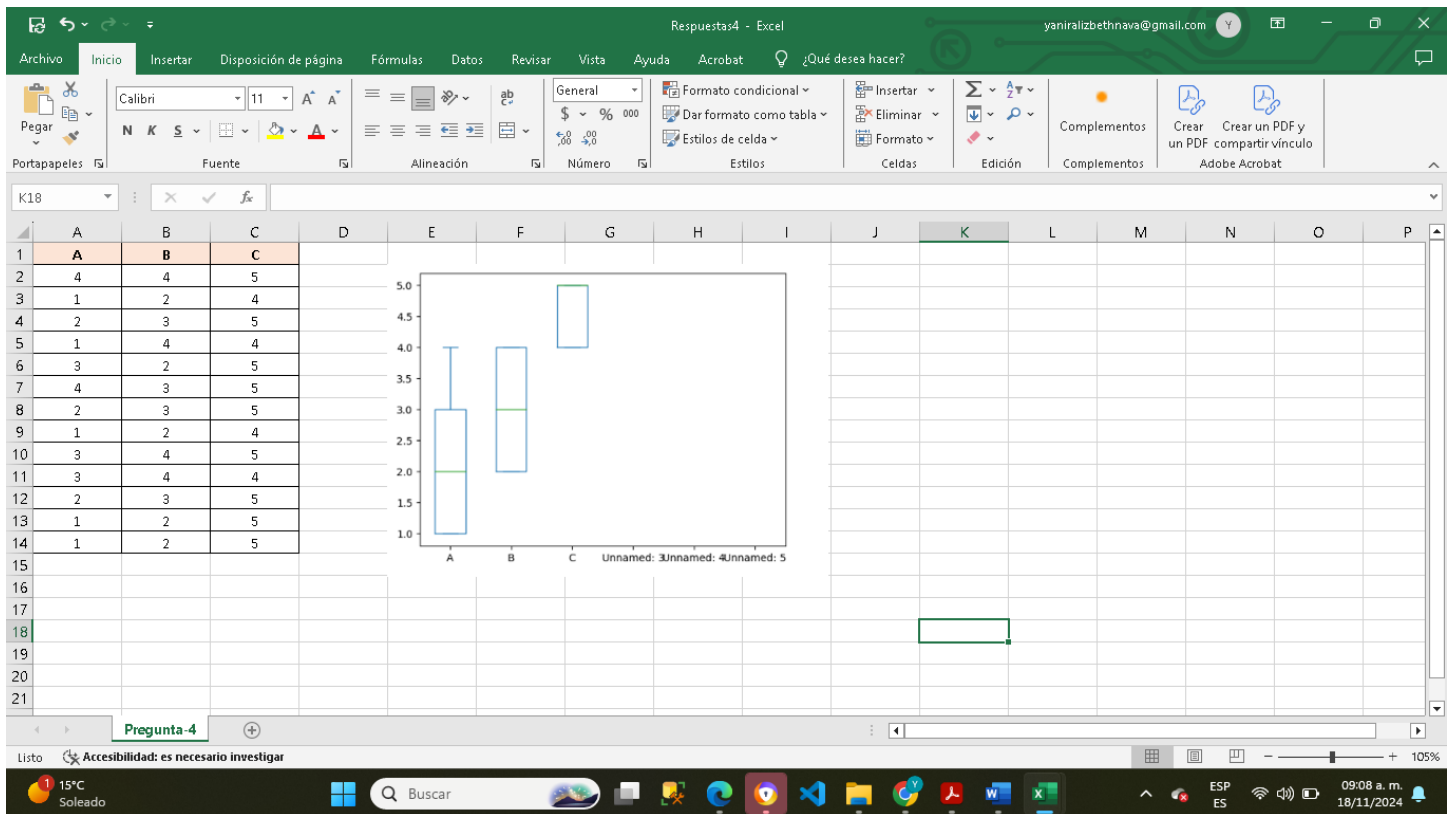 Respuestas4 - Excel
yaniralizbethnava@gmail.com
Y
Archivo Inicio Insertar Disposición de página Fórmulas Datos Revisar Vista Ayuda Acrobat ¿Qué desea hacer?
Pegar
Portapapeles
Calibri 11
N K S
Fuente
ab
Alineación
General
$ % 000
Número
Formato condicional
Dar formato como tabla
Estilos de celda
Estilos
Insertar
Eliminar
Formato
Celdas
Edición
Complementos
Complementos
Crear un PDF
Crear un PDF y compartir vínculo
Adobe Acrobat
K18
fx
A B C D E F G H I J K L M N O P
1 A B C
2 4 4 5
3 1 2 4
4 2 3 5
5 1 4 4
6 3 2 5
7 4 3 5
8 2 3 5
9 1 2 4
10 3 4 5
11 3 4 4
12 2 3 5
13 1 2 5
14 1 2 5
15
16
17
18
19
20
21
5.0
4.5
4.0
3.5
3.0
2.5
2.0
1.5
1.0
A B C Unnamed: 3 Unnamed: 4 Unnamed: 5
Pregunta-4
Listo Accesibilidad: es necesario investigar
105%
1
15°C
Soleado
Buscar
ESP
ES
09:08 a. m.
18/11/2024